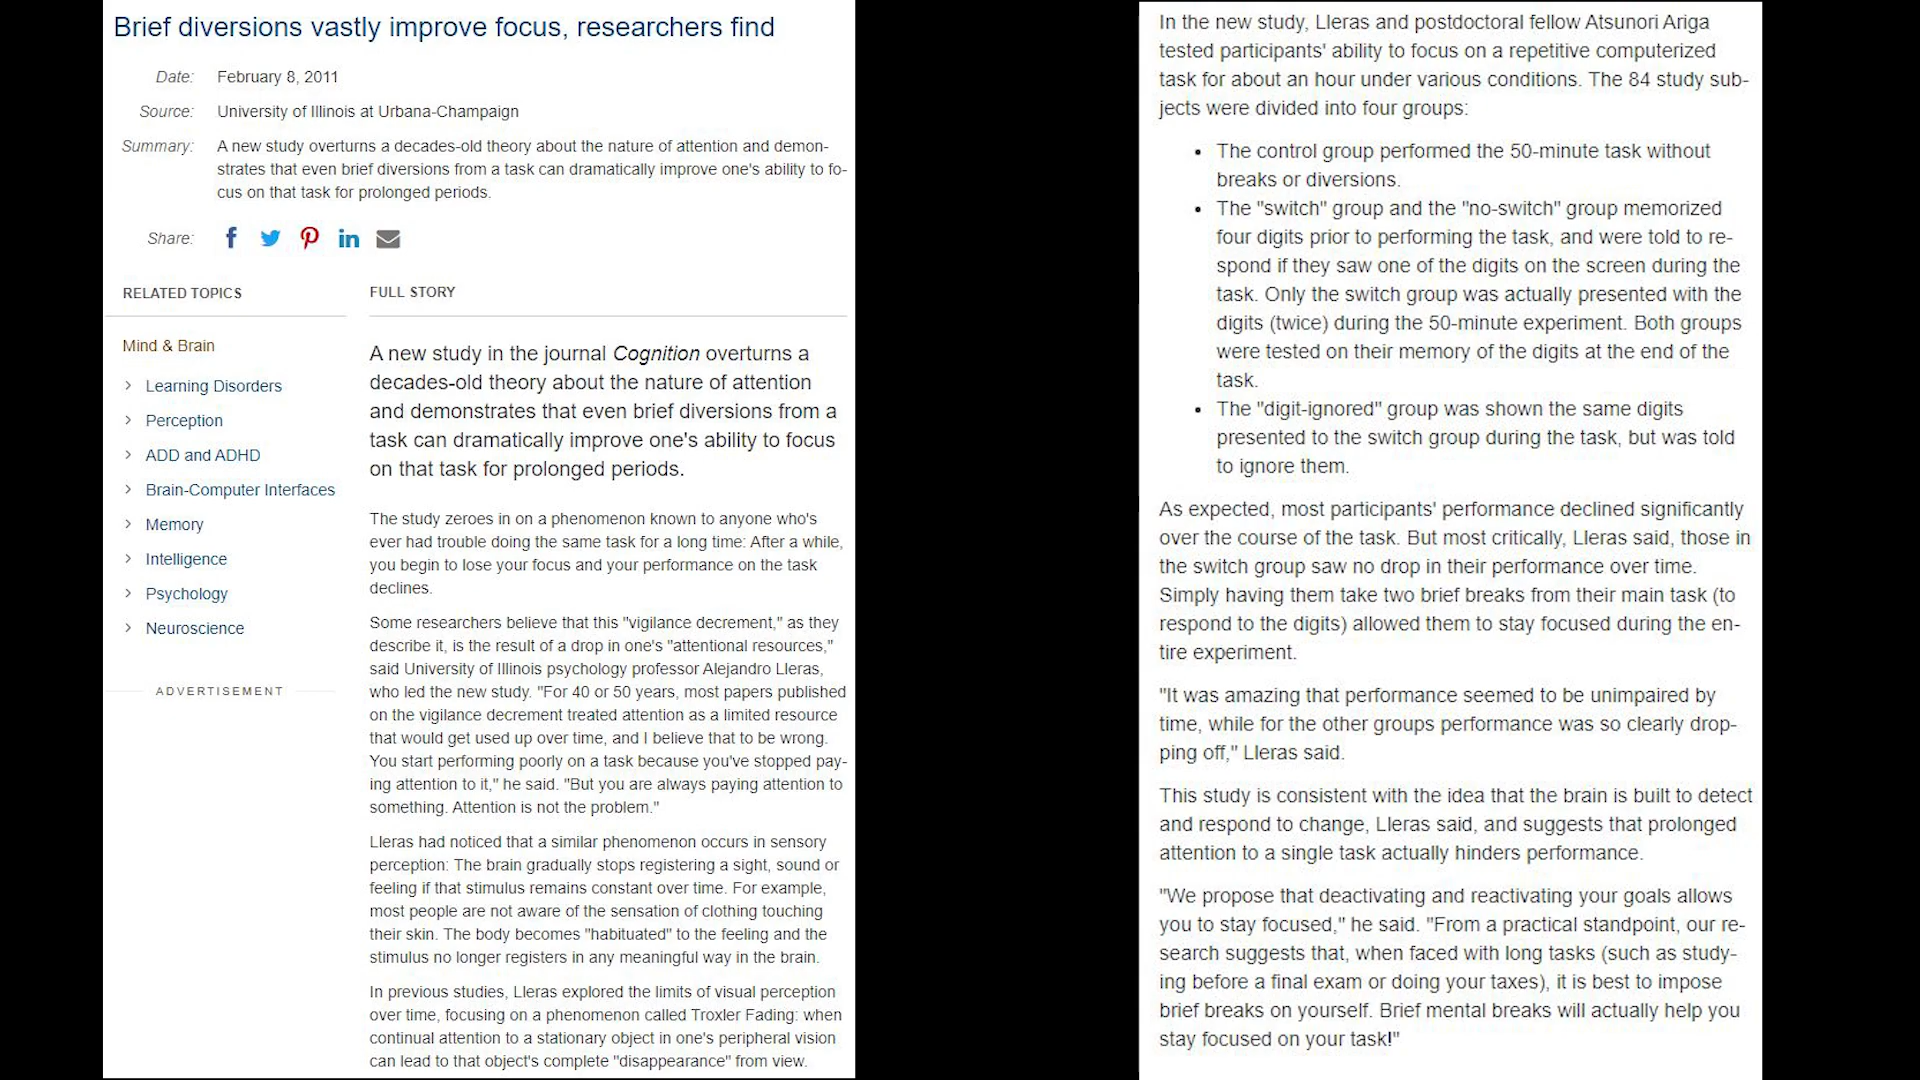 Brief diversions vastly improve focus, researchers find
Date: February 8, 2011
Source: University of Illinois at Urbana-Champaign
Summary: A new study overturns a decades-old theory about the nature of attention and demon-
strates that even brief diversions from a task can dramatically improve one's ability to fo-
cus on that task for prolonged periods.
Share:
RELATED TOPICS
Mind & Brain
Learning Disorders
Perception
ADD and ADHD
Brain-Computer Interfaces
Memory
Intelligence
Psychology
Neuroscience
ADVERTISEMENT
FULL STORY
A new study in the journal Cognition overturns a
decades-old theory about the nature of attention
and demonstrates that even brief diversions from a
task can dramatically improve one's ability to focus
on that task for prolonged periods.
The study zeroes in on a phenomenon known to anyone who's
ever had trouble doing the same task for a long time: After a while,
you begin to lose your focus and your performance on the task
declines.
Some researchers believe that this "vigilance decrement," as they
describe it, is the result of a drop in one's "attentional resources,"
said University of Illinois psychology professor Alejandro Lleras,
who led the new study. "For 40 or 50 years, most papers published
on the vigilance decrement treated attention as a limited resource
that would get used up over time, and I believe that to be wrong.
You start performing poorly on a task because you've stopped pay-
ing attention to it," he said. "But you are always paying attention to
something. Attention is not the problem."
Lleras had noticed that a similar phenomenon occurs in sensory
perception: The brain gradually stops registering a sight, sound or
feeling if that stimulus remains constant over time. For example,
most people are not aware of the sensation of clothing touching
their skin. The body becomes "habituated" to the feeling and the
stimulus no longer registers in any meaningful way in the brain.
In previous studies, Lleras explored the limits of visual perception
over time, focusing on a phenomenon called Troxler Fading: when
continual attention to a stationary object in one's peripheral vision
can lead to that object's complete "disappearance" from view.
In the new study, Lleras and postdoctoral fellow Atsunori Ariga
tested participants' ability to focus on a repetitive computerized
task for about an hour under various conditions. The 84 study sub-
jects were divided into four groups:
• The control group performed the 50-minute task without
breaks or diversions.
• The "switch" group and the "no-switch" group memorized
four digits prior to performing the task, and were told to re-
spond if they saw one of the digits on the screen during the
task. Only the switch group was actually presented with the
digits (twice) during the 50-minute experiment. Both groups
were tested on their memory of the digits at the end of the
task.
• The "digit-ignored" group was shown the same digits
presented to the switch group during the task, but was told
to ignore them.
As expected, most participants' performance declined significantly
over the course of the task. But most critically, Lleras said, those in
the switch group saw no drop in their performance over time.
Simply having them take two brief breaks from their main task (to
respond to the digits) allowed them to stay focused during the en-
tire experiment.
"It was amazing that performance seemed to be unimpaired by
time, while for the other groups performance was so clearly drop-
ping off," Lleras said.
This study is consistent with the idea that the brain is built to detect
and respond to change, Lleras said, and suggests that prolonged
attention to a single task actually hinders performance.
"We propose that deactivating and reactivating your goals allows
you to stay focused," he said. "From a practical standpoint, our re-
search suggests that, when faced with long tasks (such as study-
ing before a final exam or doing your taxes), it is best to impose
brief breaks on yourself. Brief mental breaks will actually help you
stay focused on your task!"